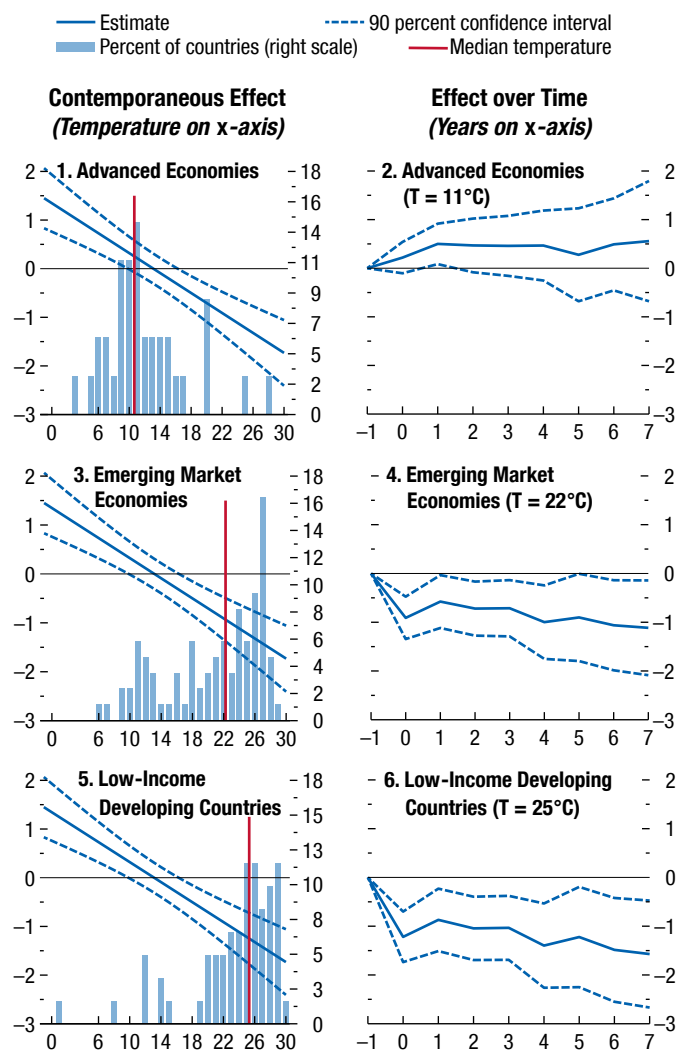 Estimate
90 percent confidence interval
Percent of countries (right scale)
Median temperature
Contemporaneous Effect
(Temperature on x-axis)
Effect over Time
(Years on x-axis)
1. Advanced Economies
2
1
0
–1
–2
–3
18
16
14
11
9
7
5
2
0
0 6 10 14 18 22 26 30
2. Advanced Economies
(T = 11°C)
2
1
0
–1
–2
–3
–1 0 1 2 3 4 5 6 7
3. Emerging Market
Economies
2
1
0
–1
–2
–3
18
16
14
12
10
8
6
4
2
0
0 6 10 14 18 22 26 30
4. Emerging Market
Economies (T = 22°C)
2
1
0
–1
–2
–3
–1 0 1 2 3 4 5 6 7
5. Low-Income
Developing Countries
2
1
0
–1
–2
–3
18
15
13
10
8
5
3
0
0 6 10 14 18 22 26 30
6. Low-Income Developing
Countries (T = 25°C)
2
1
0
–1
–2
–3
–1 0 1 2 3 4 5 6 7